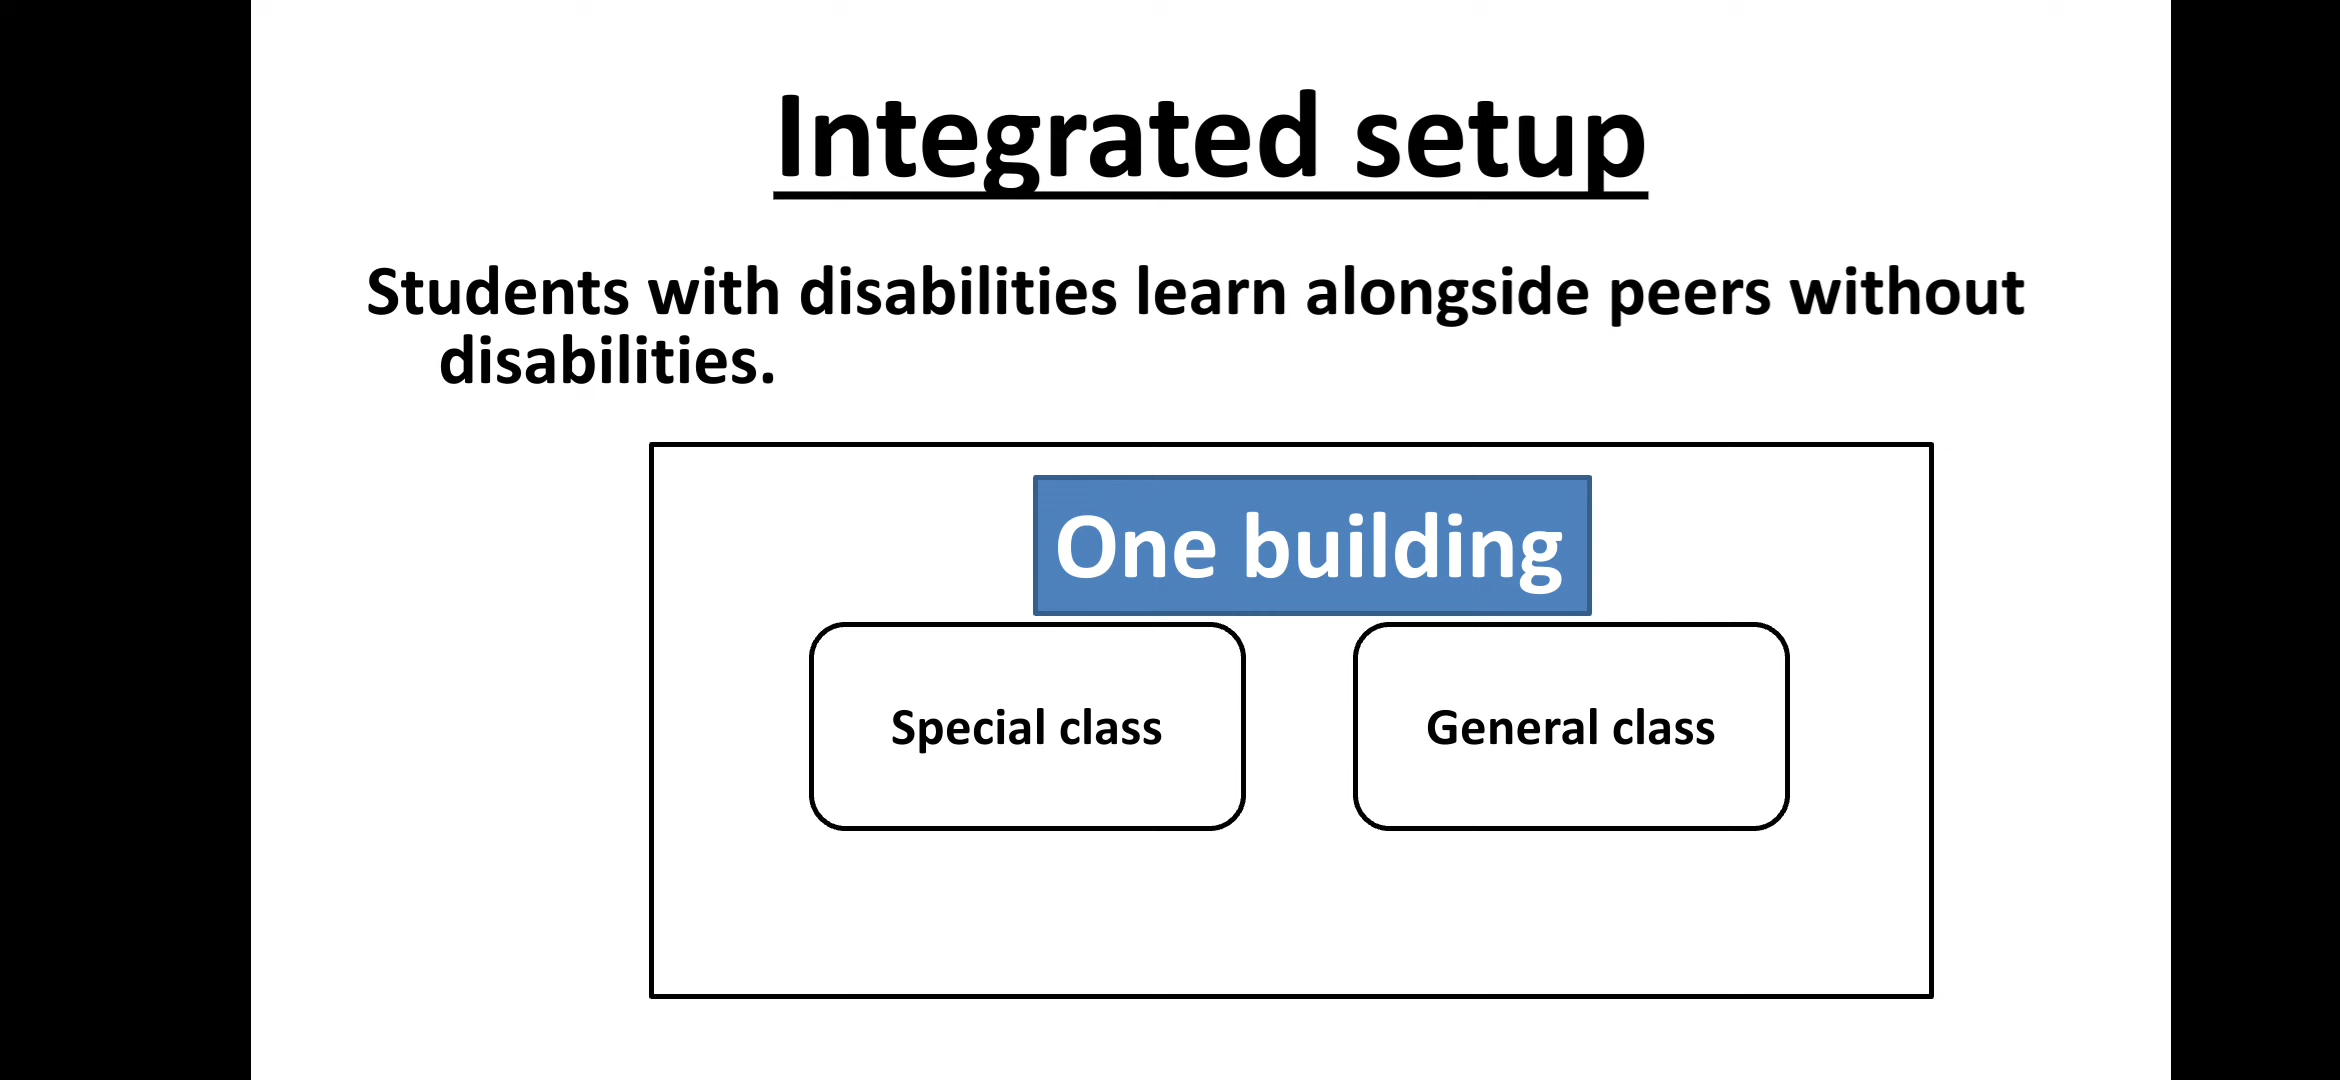 Integrated setup
Students with disabilities learn alongside peers without
disabilities.
One building
Special class
General class